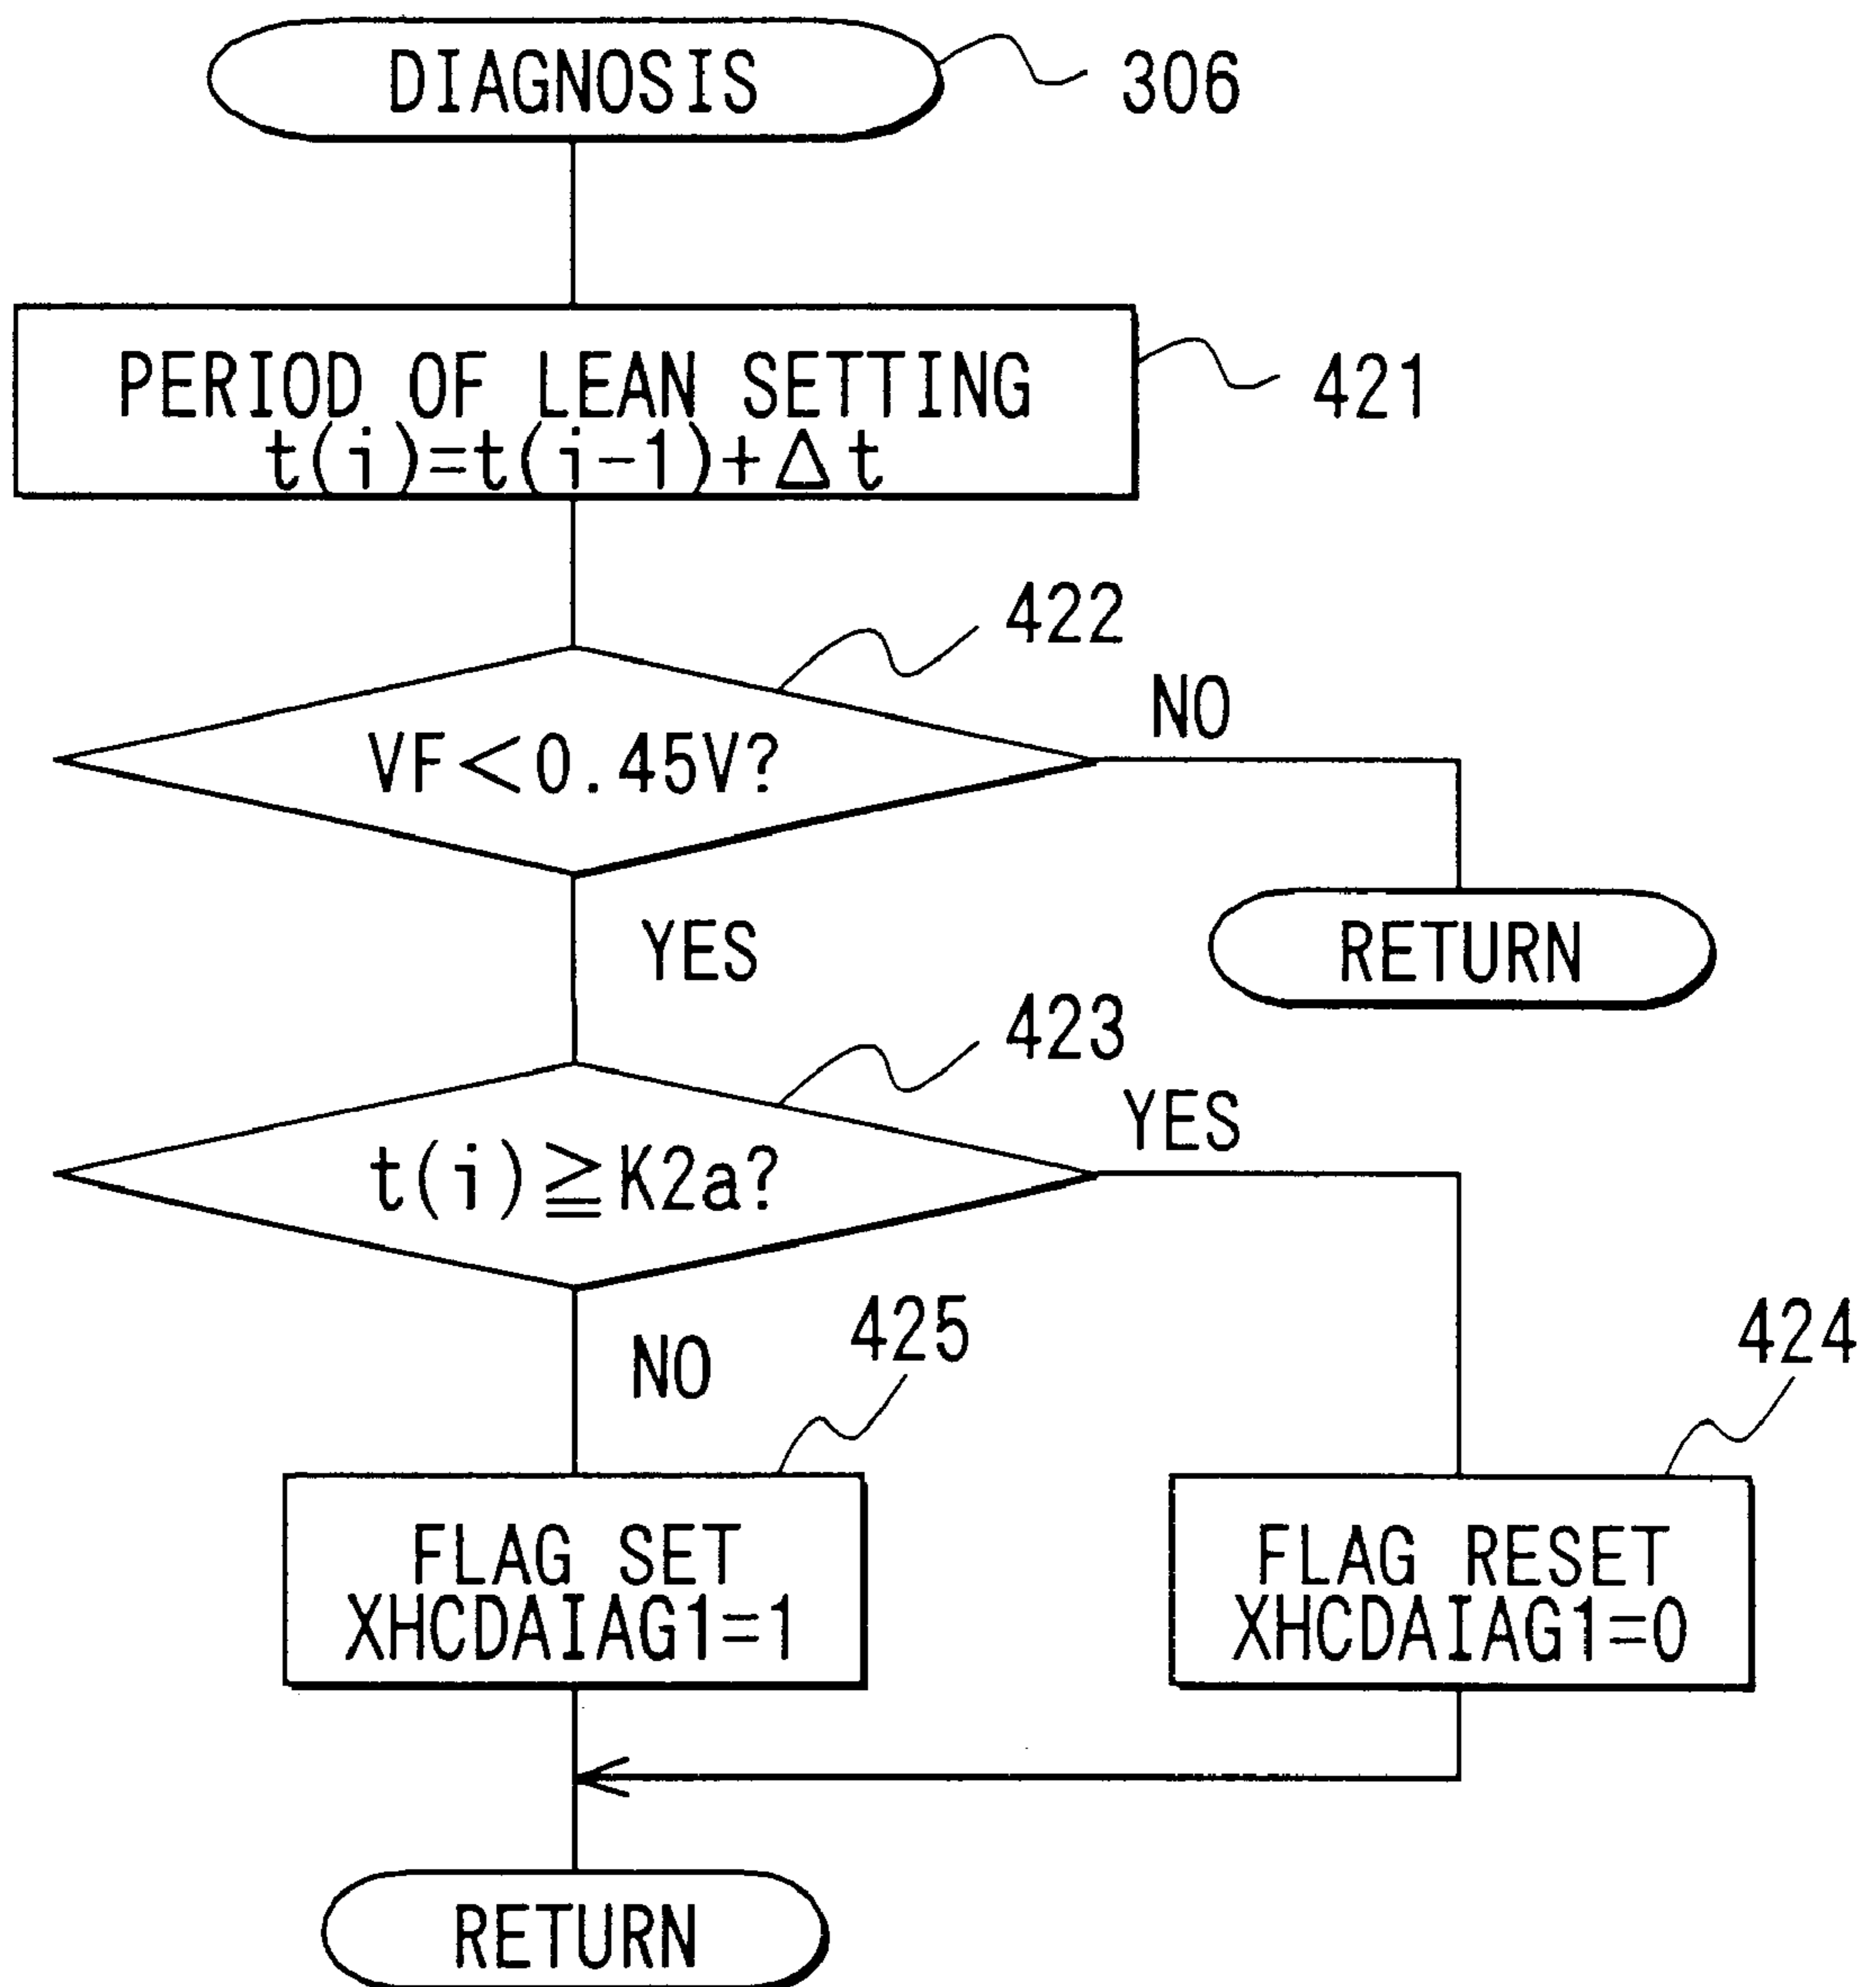 DIAGNOSIS
306
PERIOD OF LEAN SETTING
t(i)=t(i-1)+Δt
421
422
VF<0.45V?
NO
RETURN
YES
423
t(i)≧K2a?
YES
NO
425
424
FLAG SET
XHCDAIAG1=1
FLAG RESET
XHCDAIAG1=0
RETURN